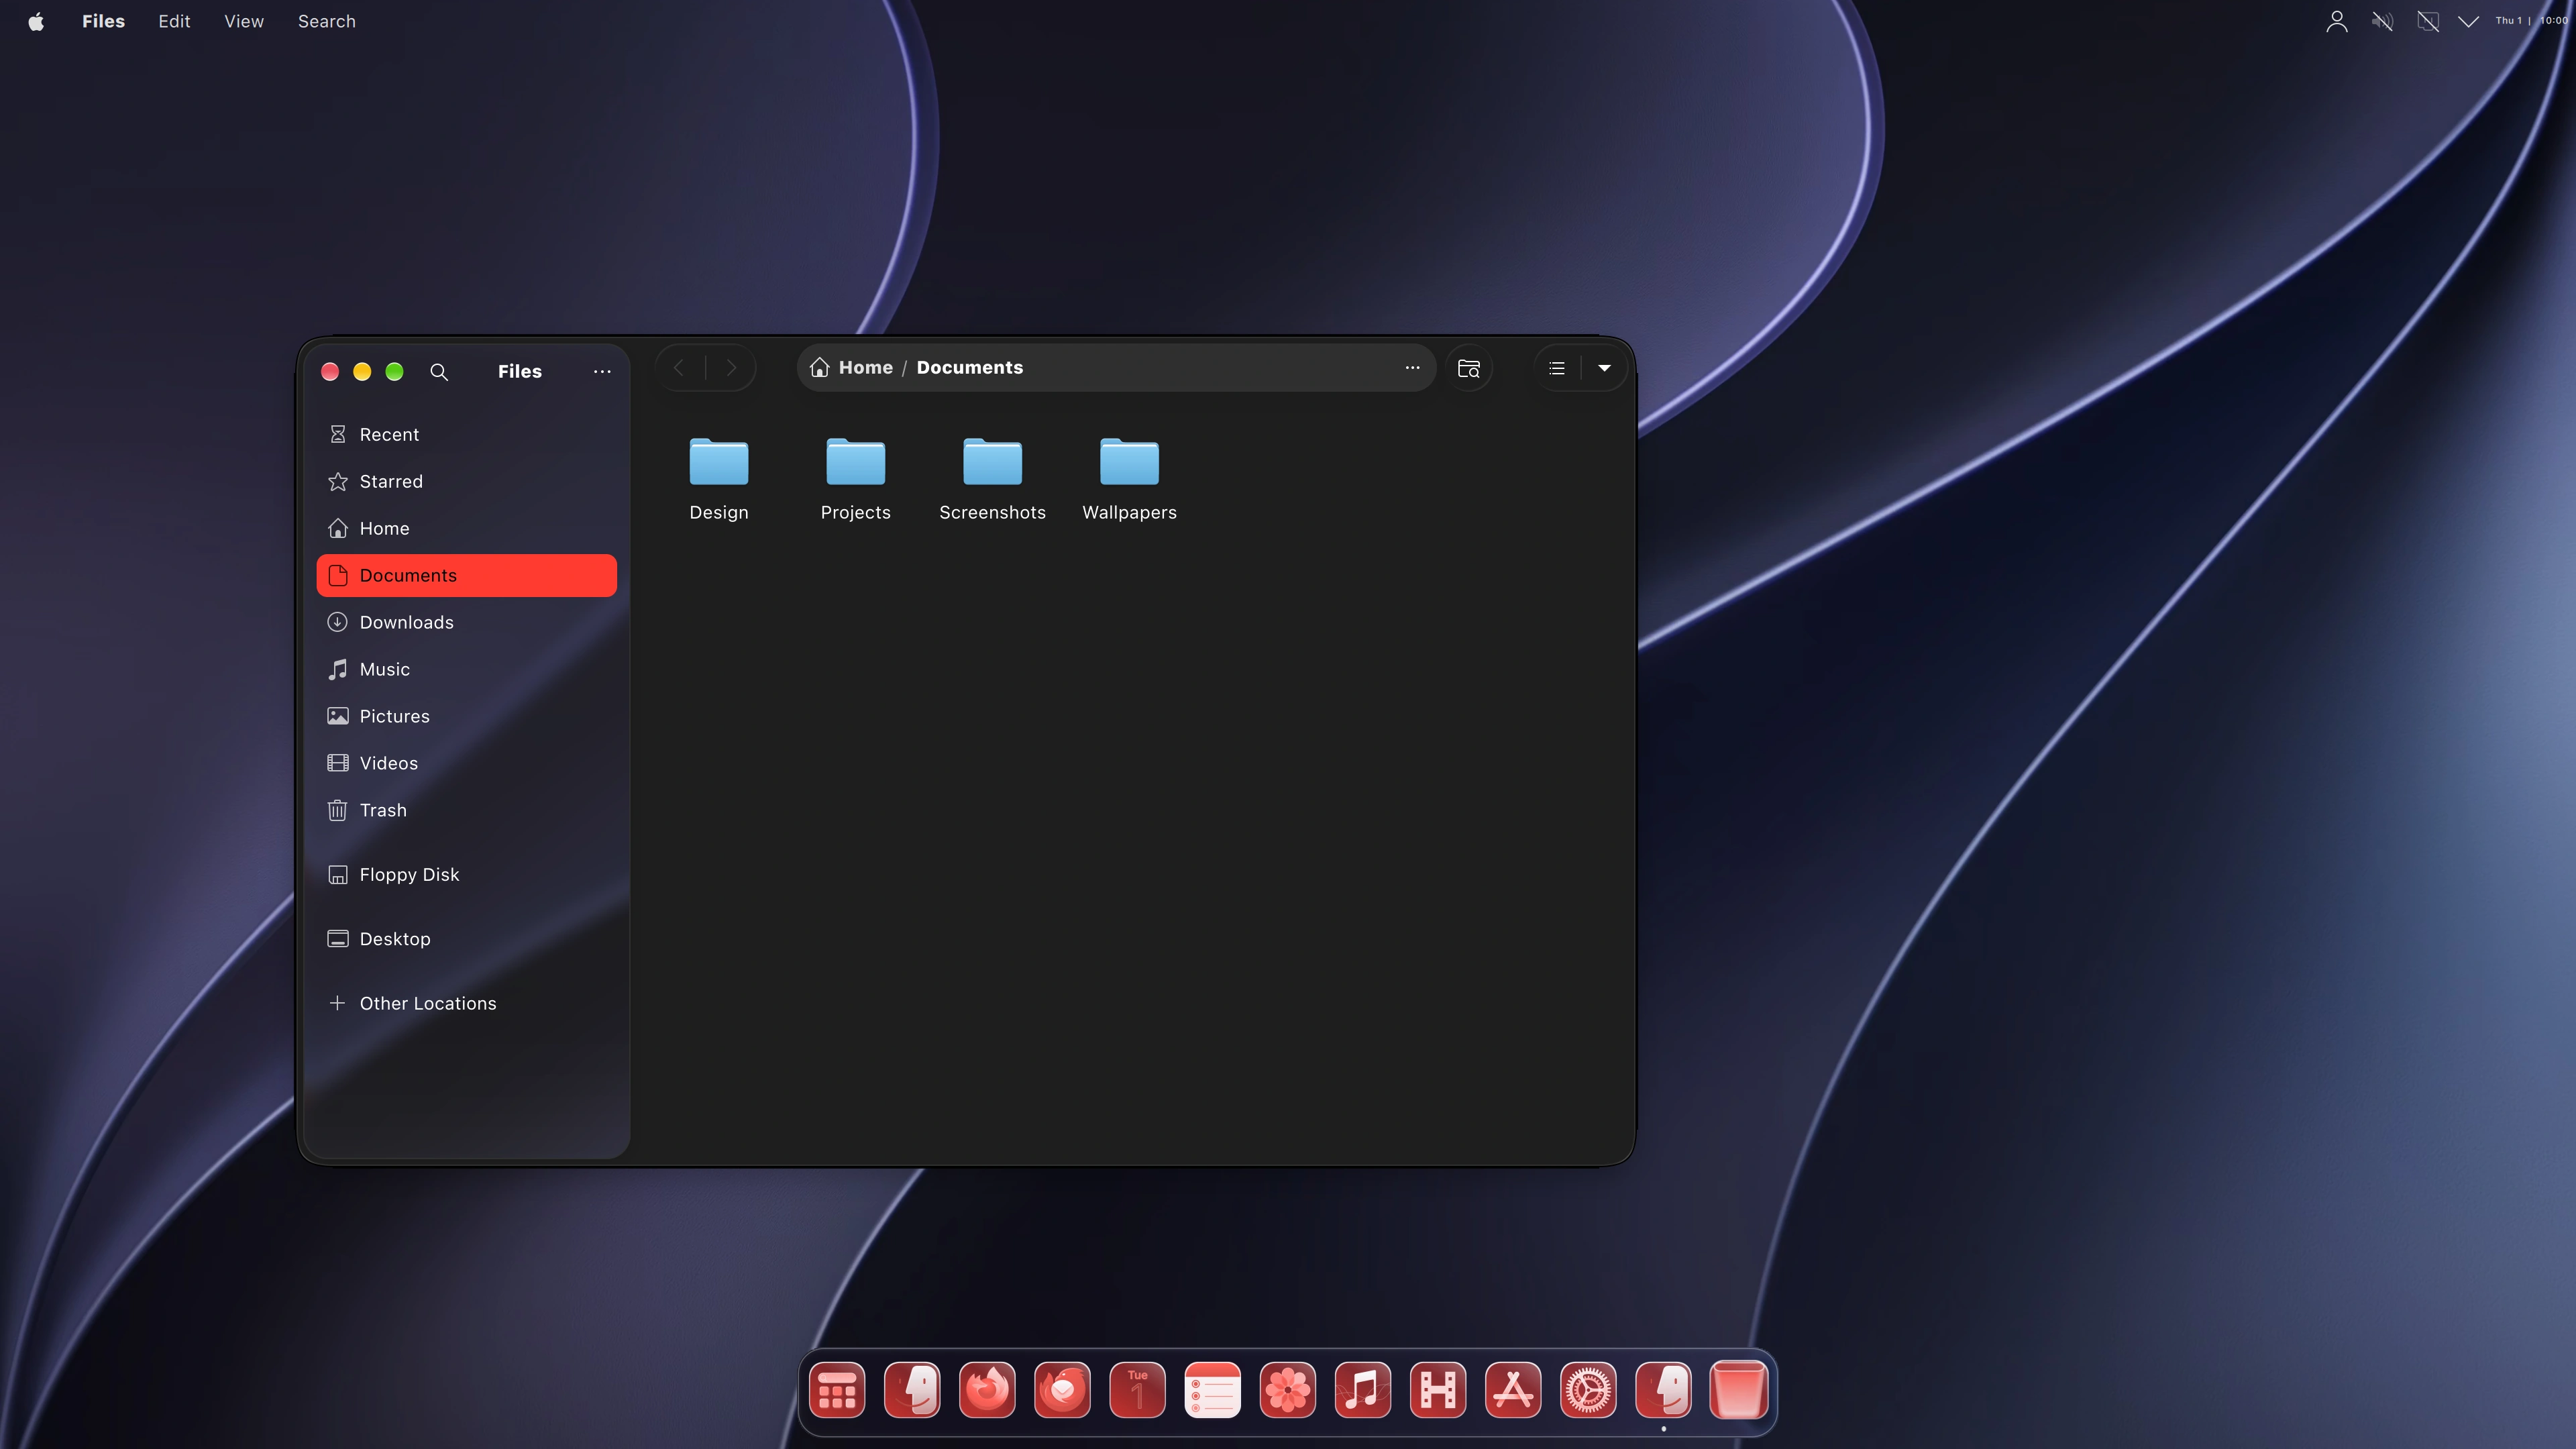 Files Edit View Search Thu 1 | 10:00
Files
Home / Documents
Recent
Starred
Home
Documents
Downloads
Music
Pictures
Videos
Trash
Floppy Disk
Desktop
Other Locations
Design Projects Screenshots Wallpapers
Tue
1